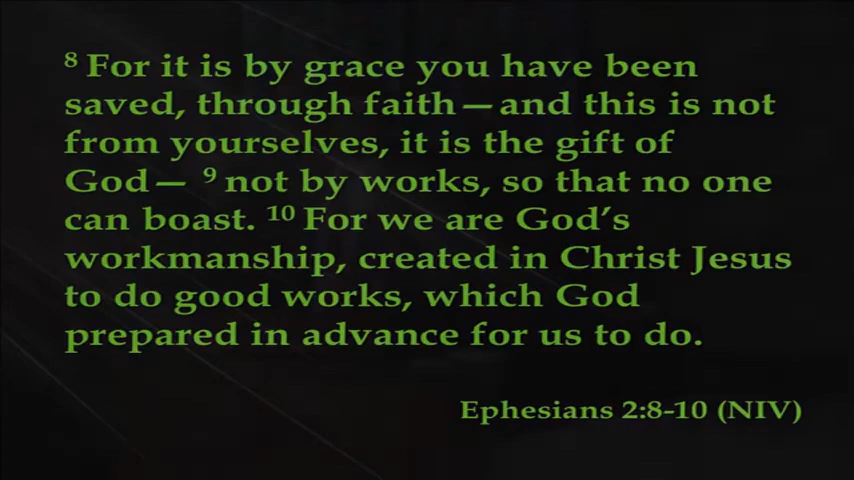 ⁸ For it is by grace you have been
saved, through faith—and this is not
from yourselves, it is the gift of
God— ⁹ not by works, so that no one
can boast. ¹⁰ For we are God’s
workmanship, created in Christ Jesus
to do good works, which God
prepared in advance for us to do.
Ephesians 2:8-10 (NIV)